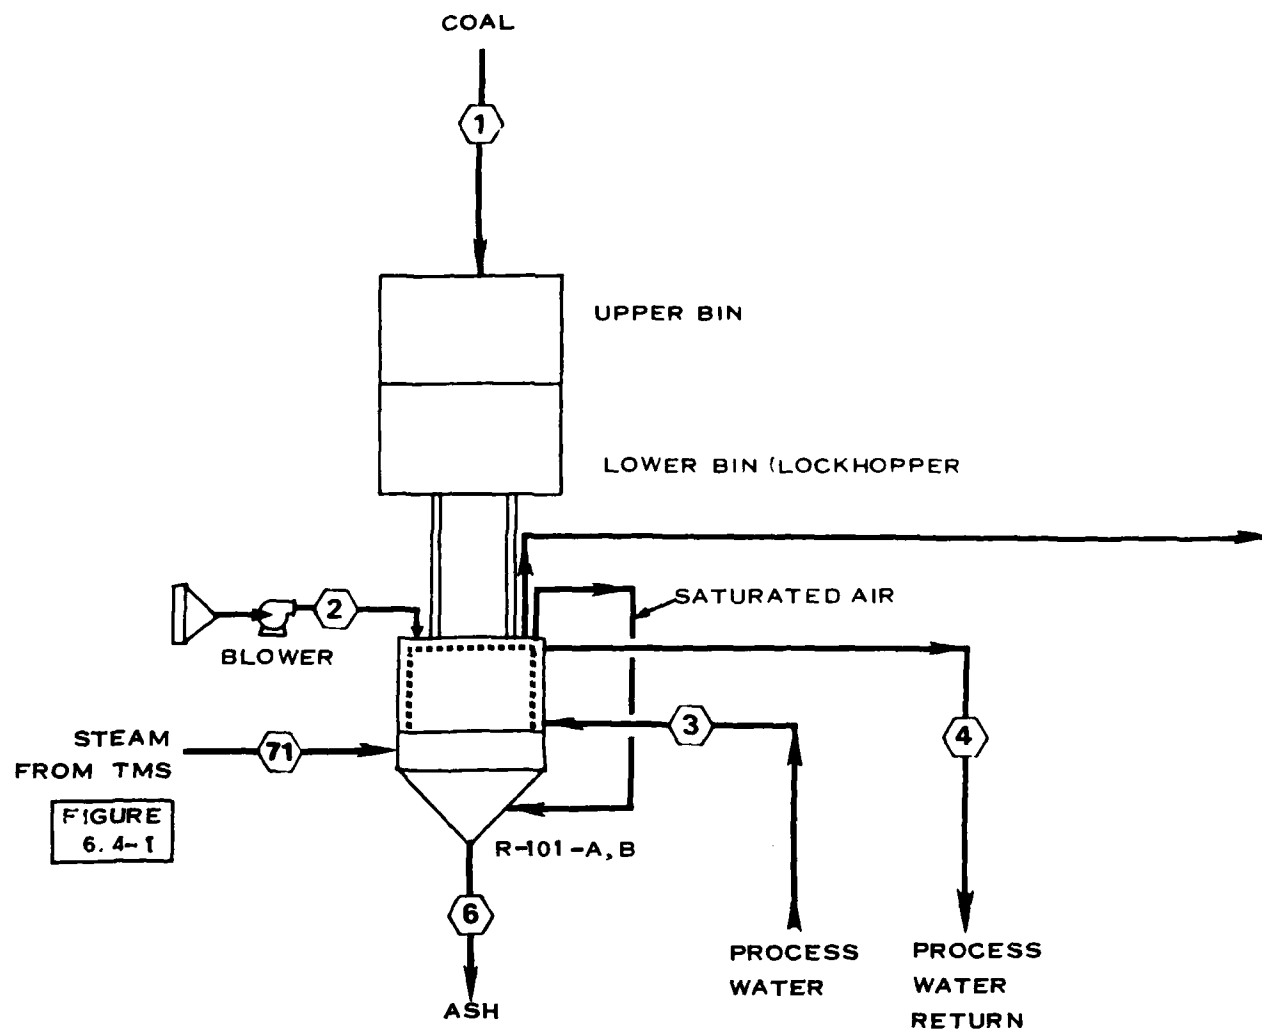 COAL
1
UPPER BIN
LOWER BIN (LOCKHOPPER
SATURATED AIR
2
BLOWER
3
4
STEAM
FROM TMS
71
FIGURE
6.4-1
R-101-A, B
6
PROCESS
WATER
PROCESS
WATER
RETURN
ASH